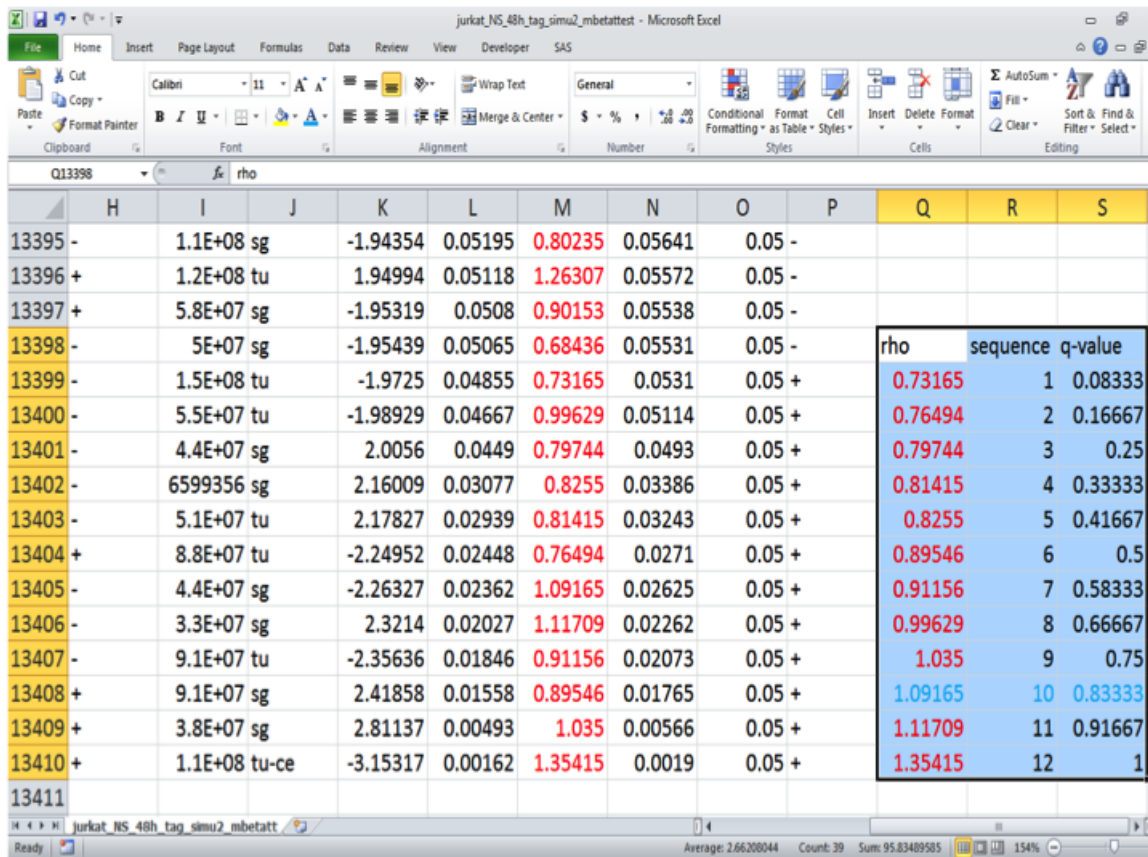 jurkat_NS_48h_tag_simu2_mbetattest - Microsoft Excel
File Home Insert Page Layout Formulas Data Review View Developer SAS
Paste Cut Copy Format Painter Calibri 11 A A B I U Wrap Text Merge & Center General $ % , Conditional Formatting Format as Table Cell Styles Insert Delete Format Σ AutoSum Fill Clear Sort & Filter Find & Select
Clipboard Font Alignment Number Styles Cells Editing
Q13398 fx rho
H I J K L M N O P Q R S
13395 - 1.1E+08 sg -1.94354 0.05195 0.80235 0.05641 0.05 -
13396 + 1.2E+08 tu 1.94994 0.05118 1.26307 0.05572 0.05 -
13397 + 5.8E+07 sg -1.95319 0.0508 0.90153 0.05538 0.05 -
13398 - 5E+07 sg -1.95439 0.05065 0.68436 0.05531 0.05 - rho sequence q-value
13399 - 1.5E+08 tu -1.9725 0.04855 0.73165 0.0531 0.05 + 0.73165 1 0.08333
13400 - 5.5E+07 tu -1.98929 0.04667 0.99629 0.05114 0.05 + 0.76494 2 0.16667
13401 - 4.4E+07 sg 2.0056 0.0449 0.79744 0.0493 0.05 + 0.79744 3 0.25
13402 - 6599356 sg 2.16009 0.03077 0.8255 0.03386 0.05 + 0.81415 4 0.33333
13403 - 5.1E+07 tu 2.17827 0.02939 0.81415 0.03243 0.05 + 0.8255 5 0.41667
13404 + 8.8E+07 tu -2.24952 0.02448 0.76494 0.0271 0.05 + 0.89546 6 0.5
13405 - 4.4E+07 sg -2.26327 0.02362 1.09165 0.02625 0.05 + 0.91156 7 0.58333
13406 - 3.3E+07 sg 2.3214 0.02027 1.11709 0.02262 0.05 + 0.99629 8 0.66667
13407 - 9.1E+07 tu -2.35636 0.01846 0.91156 0.02073 0.05 + 1.035 9 0.75
13408 + 9.1E+07 sg 2.41858 0.01558 0.89546 0.01765 0.05 + 1.09165 10 0.83333
13409 + 3.8E+07 sg 2.81137 0.00493 1.035 0.00566 0.05 + 1.11709 11 0.91667
13410 + 1.1E+08 tu-ce -3.15317 0.00162 1.35415 0.0019 0.05 + 1.35415 12 1
13411
jurkat_NS_48h_tag_simu2_mbetatt
Ready Average: 2.66208044 Count: 39 Sum: 95.83489585 154%